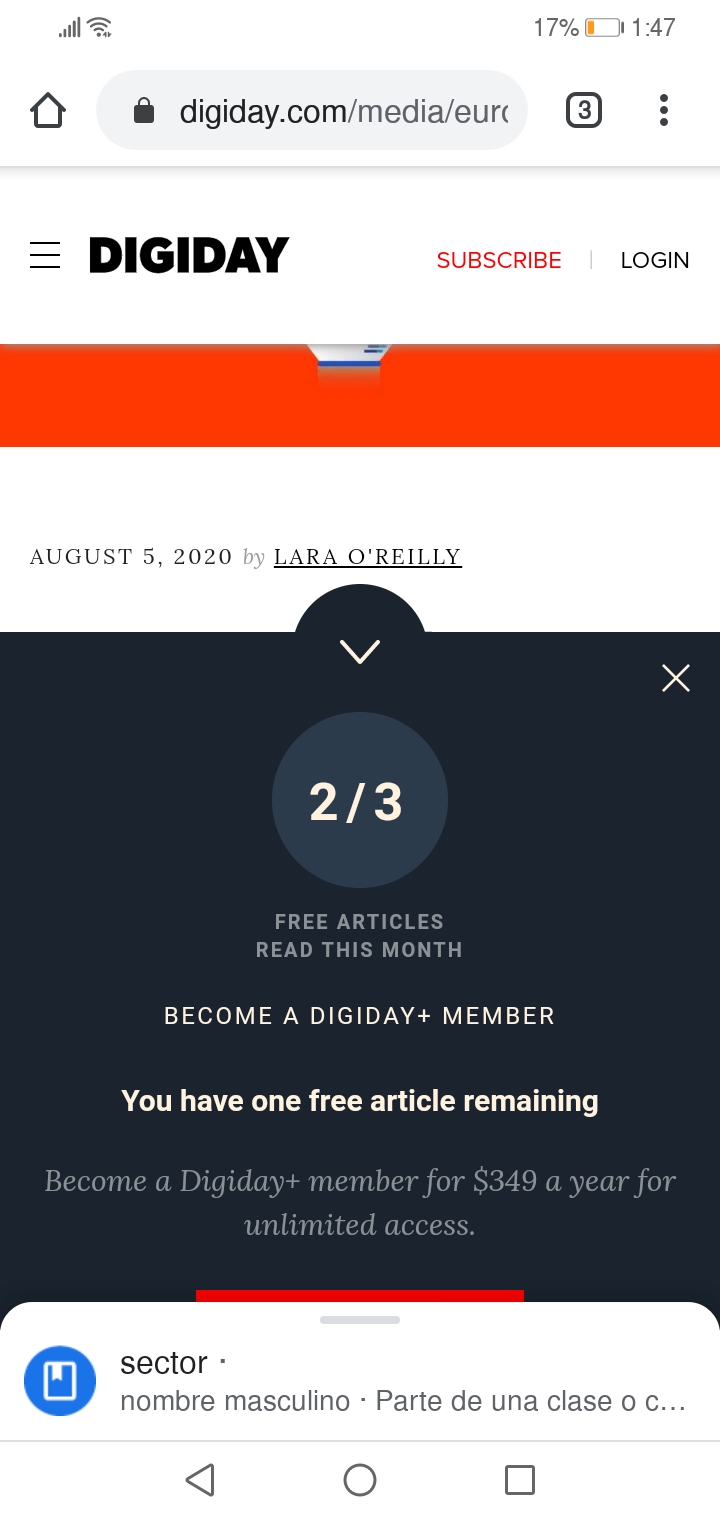 17% 1:47
digiday.com/media/euro
3
DIGIDAY
SUBSCRIBE | LOGIN
AUGUST 5, 2020 by LARA O'REILLY
2/3
FREE ARTICLES
READ THIS MONTH
BECOME A DIGIDAY+ MEMBER
You have one free article remaining
Become a Digiday+ member for $349 a year for
unlimited access.
sector ·
nombre masculino · Parte de una clase o c...